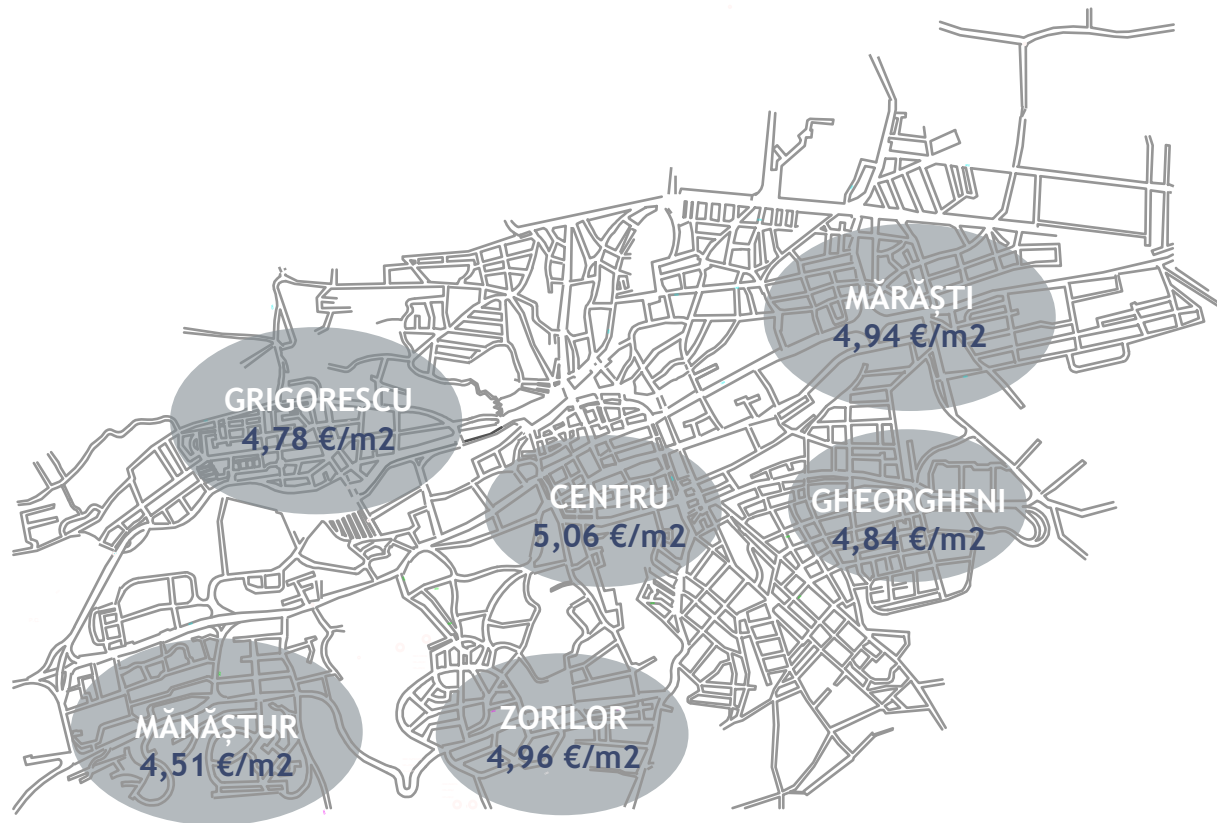 MĂRĂȘTI
4,94 €/m2
GRIGORESCU
4,78 €/m2
CENTRU
5,06 €/m2
GHEORGHENI
4,84 €/m2
MĂNĂȘTUR
4,51 €/m2
ZORILOR
4,96 €/m2